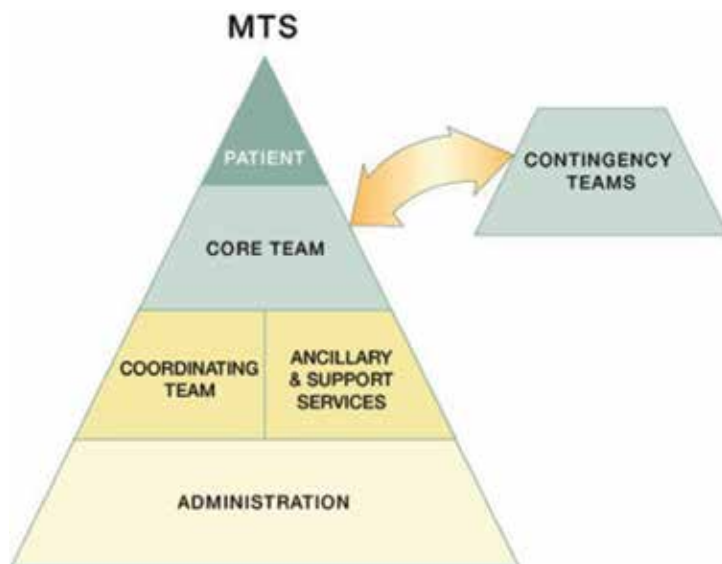 MTS
PATIENT
CONTINGENCY
TEAMS
CORE TEAM
COORDINATING
TEAM
ANCILLARY
& SUPPORT
SERVICES
ADMINISTRATION